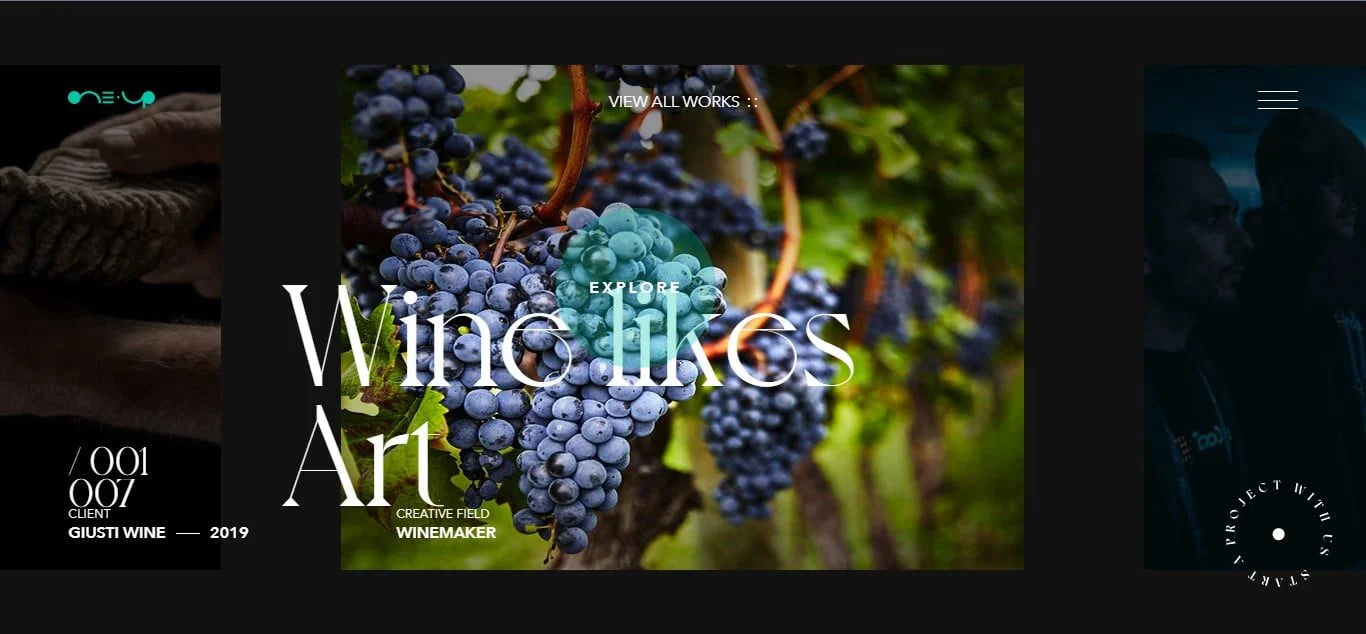 ONE·UP
VIEW ALL WORKS ::
EXPLORE
Wine likes
Art
/ 001
007
CLIENT
GIUSTI WINE — 2019
CREATIVE FIELD
WINEMAKER
START A PROJECT WITH US